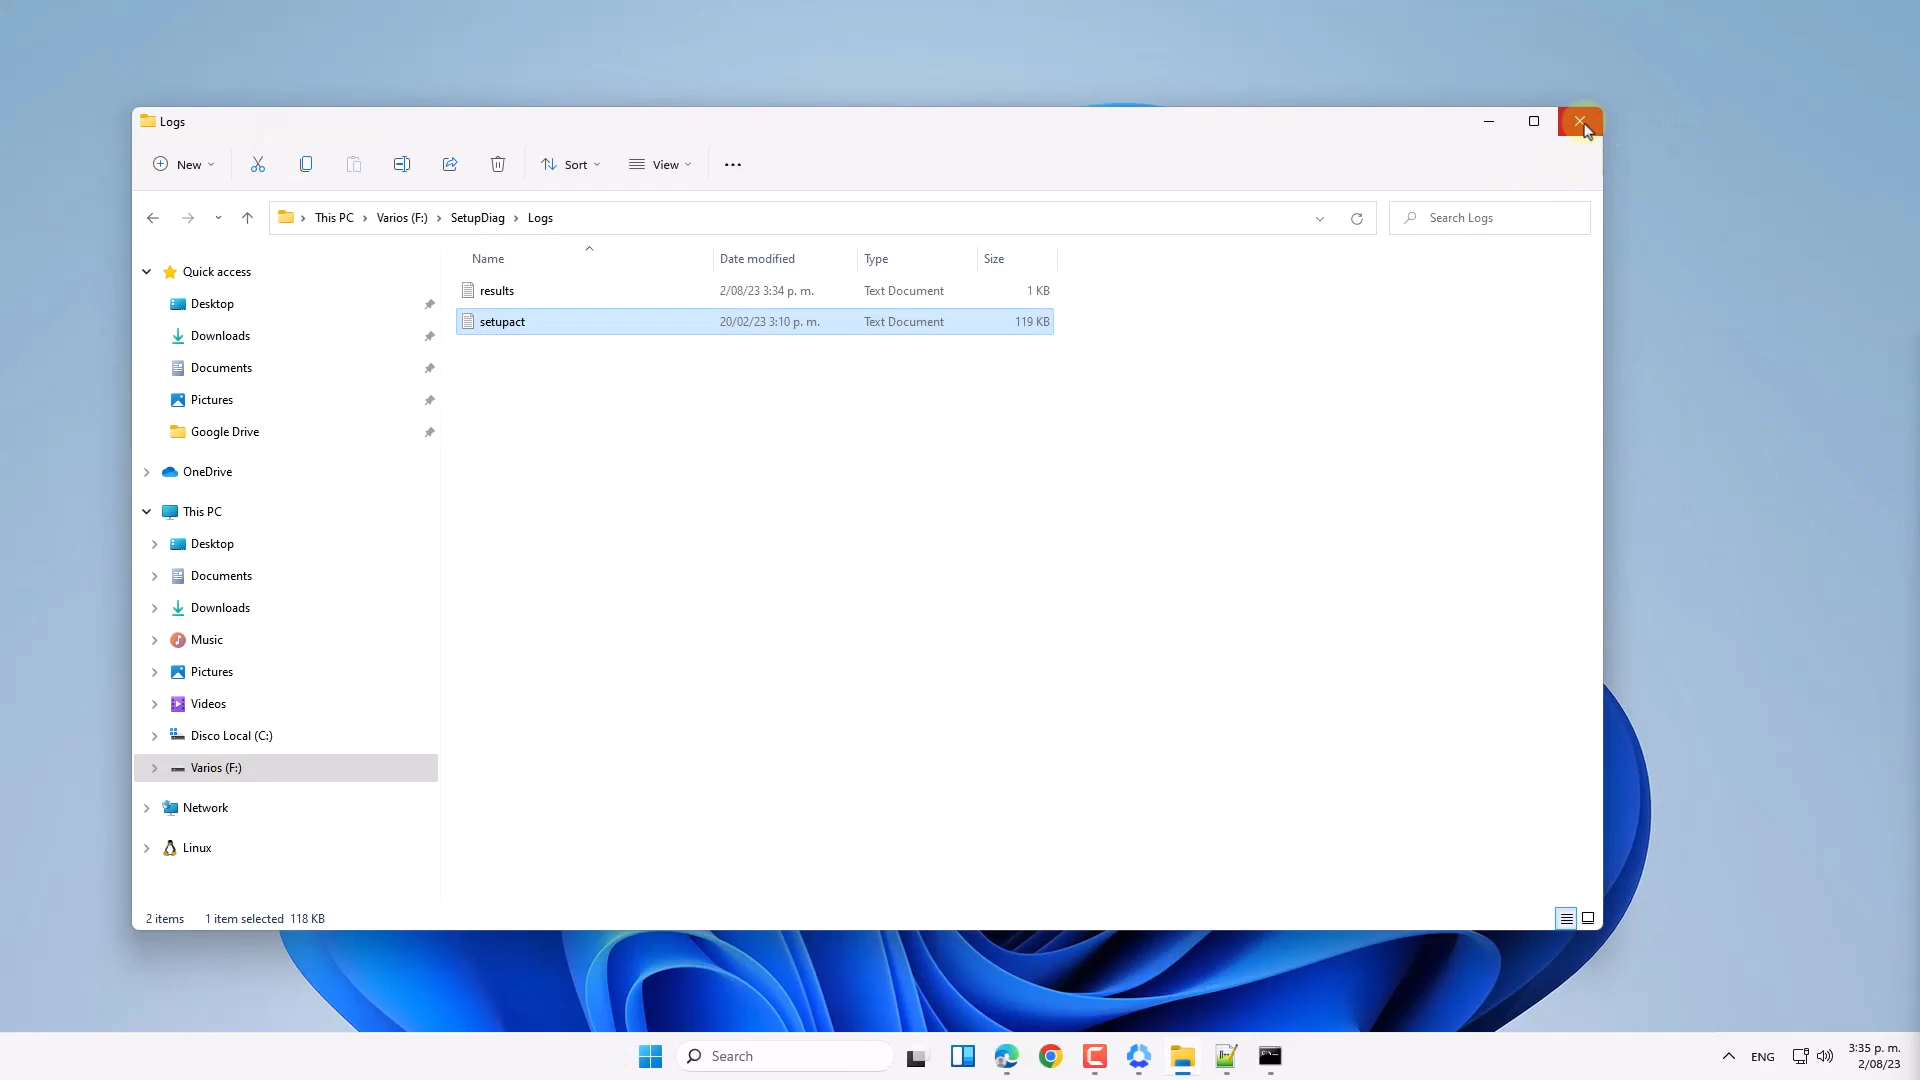 Logs
New
Sort
View
This PC
Varios (F:)
SetupDiag
Logs
Search Logs
Name
Date modified
Type
Size
results
2/08/23 3:34 p. m.
Text Document
1 KB
setupact
20/02/23 3:10 p. m.
Text Document
119 KB
Quick access
Desktop
Downloads
Documents
Pictures
Google Drive
OneDrive
This PC
Desktop
Documents
Downloads
Music
Pictures
Videos
Disco Local (C:)
Varios (F:)
Network
Linux
2 items
1 item selected 118 KB
Search
ENG
3:35 p. m.
2/08/23